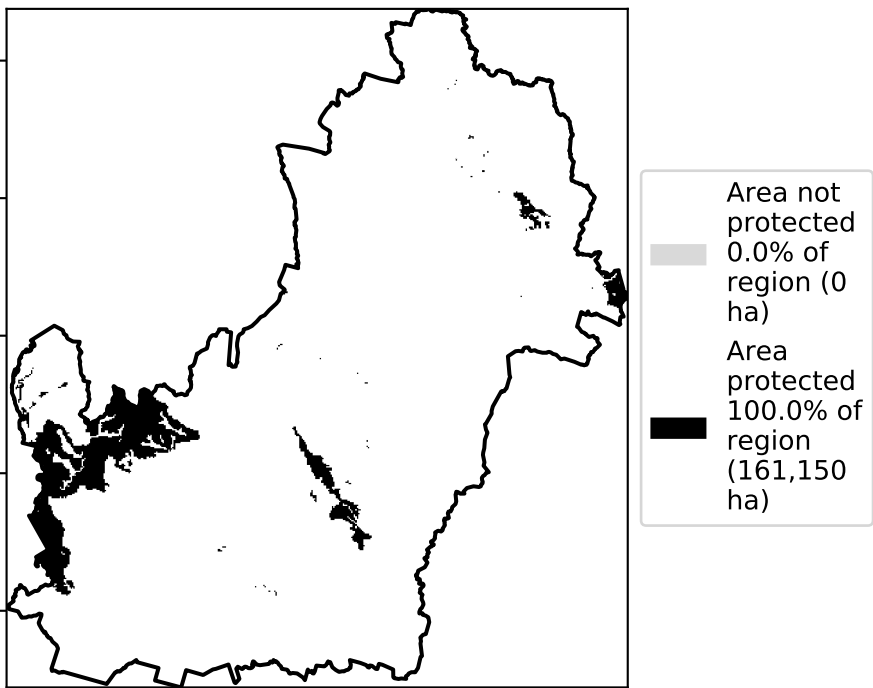 Area not
protected
0.0% of
region (0
ha)
Area
protected
100.0% of
region
(161,150
ha)